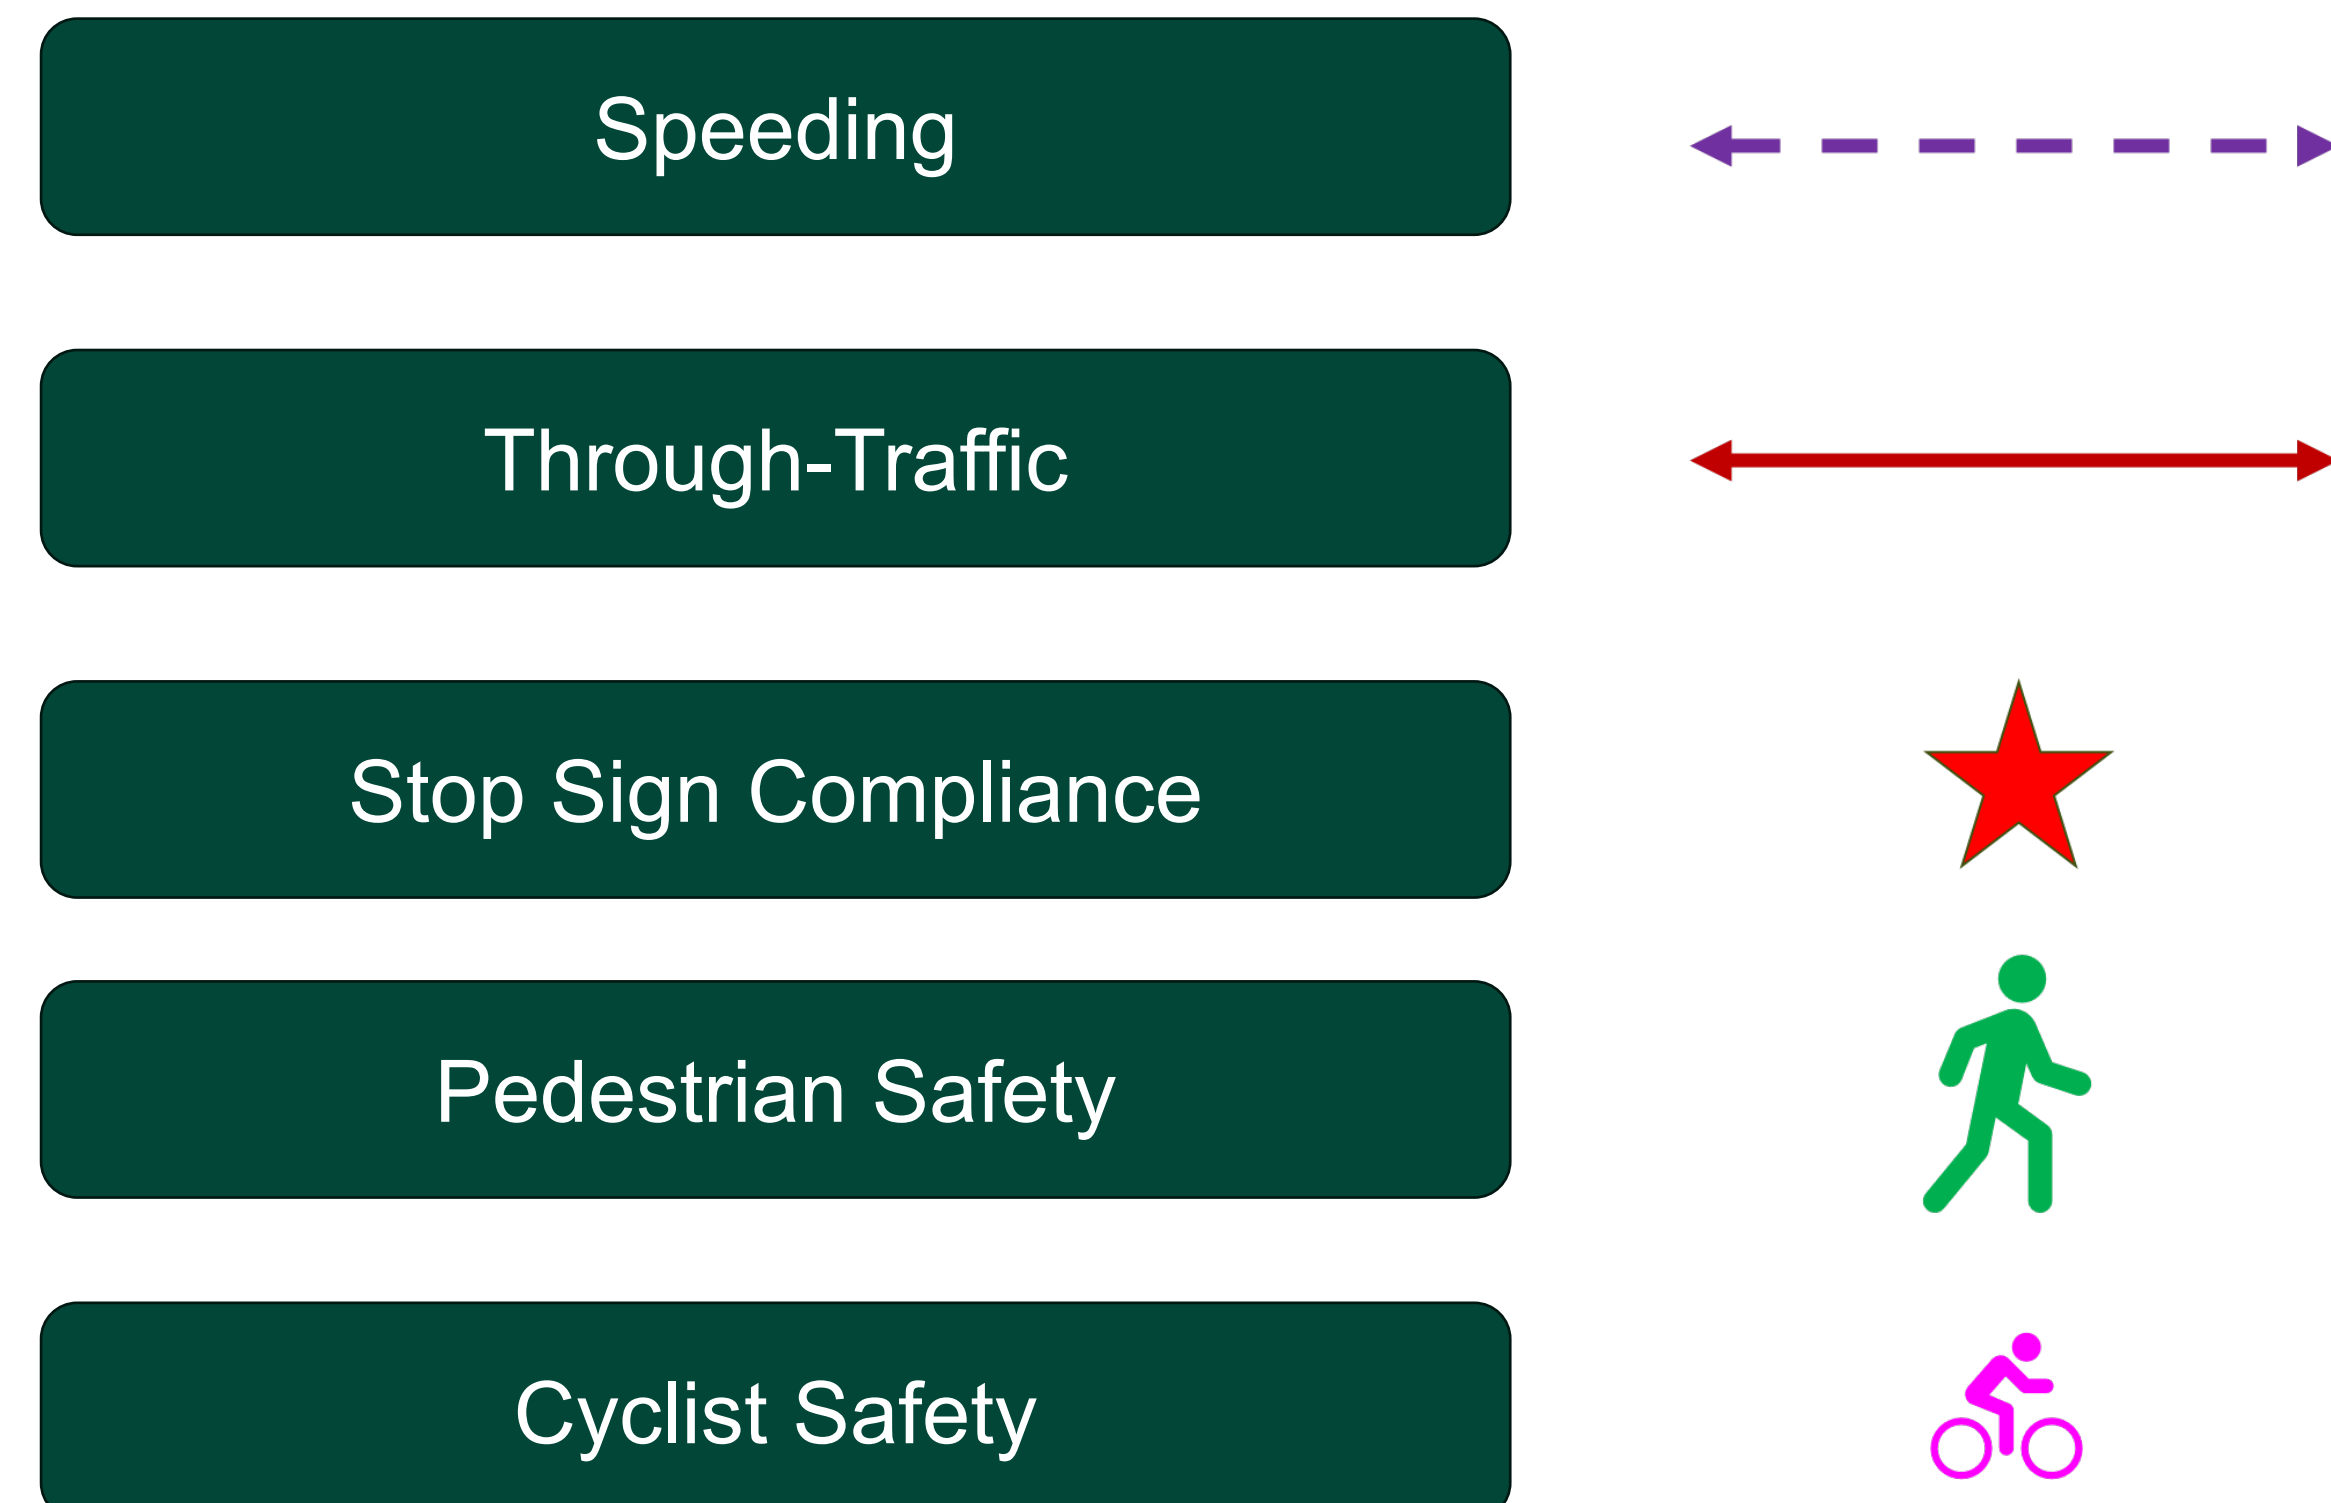 Speeding
Through-Traffic
Stop Sign Compliance
Pedestrian Safety
Cyclist Safety